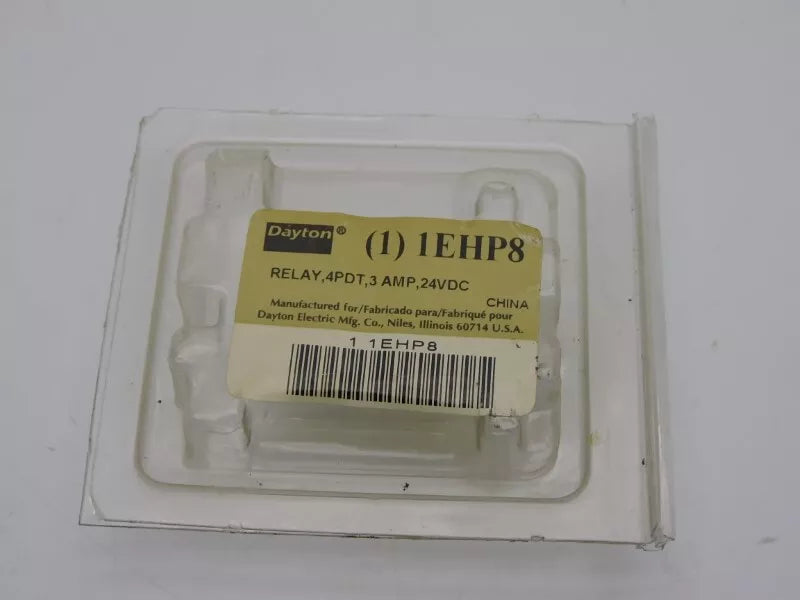 Dayton® (1) 1EHP8
RELAY,4PDT,3 AMP,24VDC
CHINA
Manufactured for/Fabricado para/Fabriqué pour
Dayton Electric Mfg. Co., Niles, Illinois 60714 U.S.A.
1 1EHP8